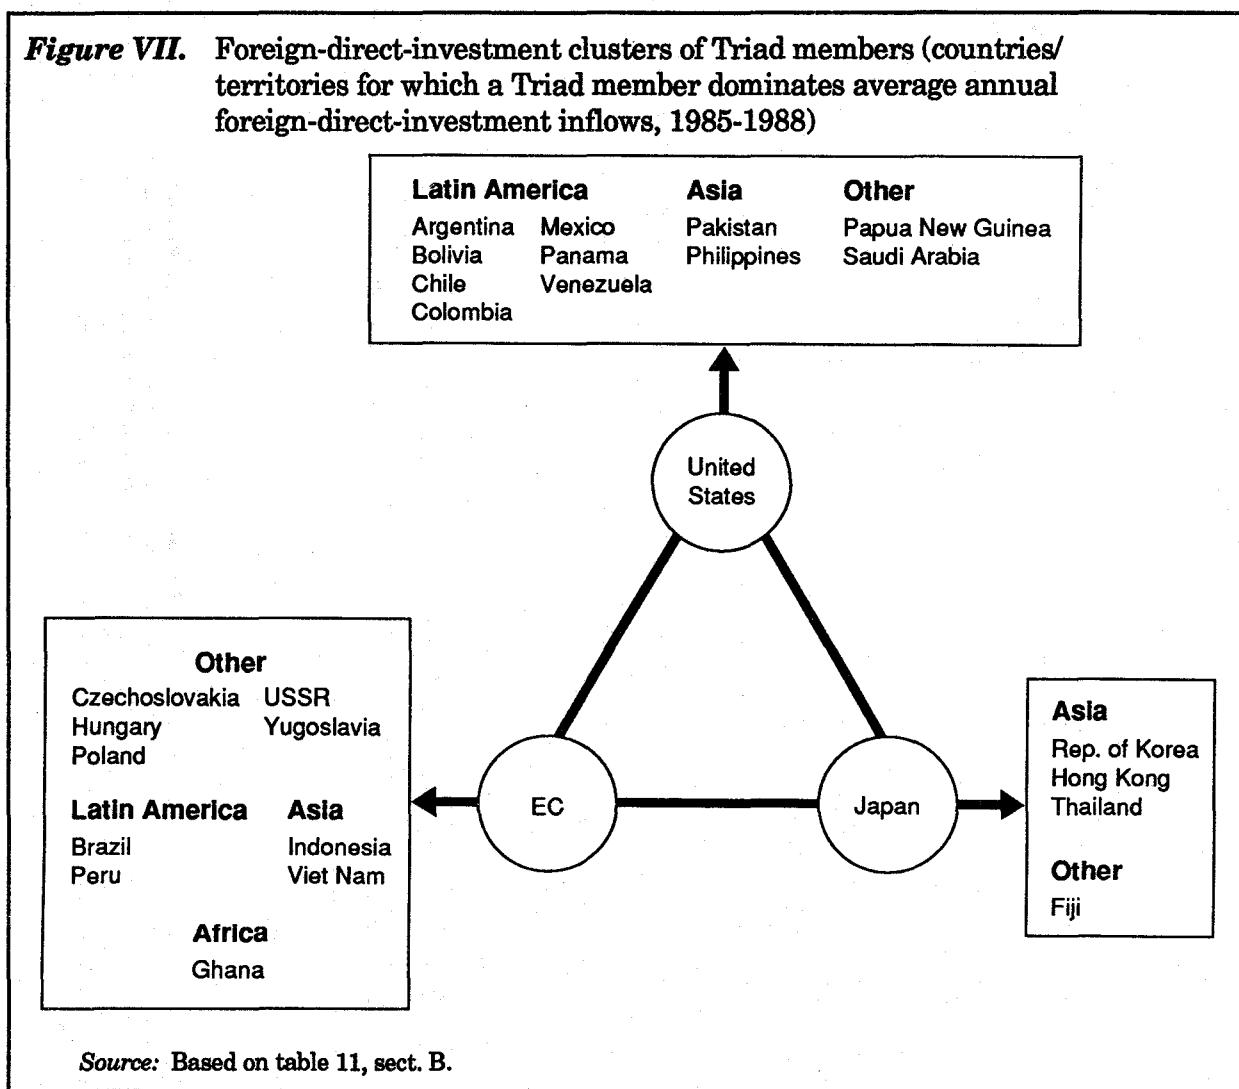 Figure VII. Foreign-direct-investment clusters of Triad members (countries/
territories for which a Triad member dominates average annual
foreign-direct-investment inflows, 1985-1988)
Latin America Asia Other
Argentina Mexico Pakistan Papua New Guinea
Bolivia Panama Philippines Saudi Arabia
Chile Venezuela
Colombia
United
States
Other
Czechoslovakia USSR
Hungary Yugoslavia
Poland
Latin America Asia
Brazil Indonesia
Peru Viet Nam
Africa
Ghana
EC
Japan
Asia
Rep. of Korea
Hong Kong
Thailand
Other
Fiji
Source: Based on table 11, sect. B.